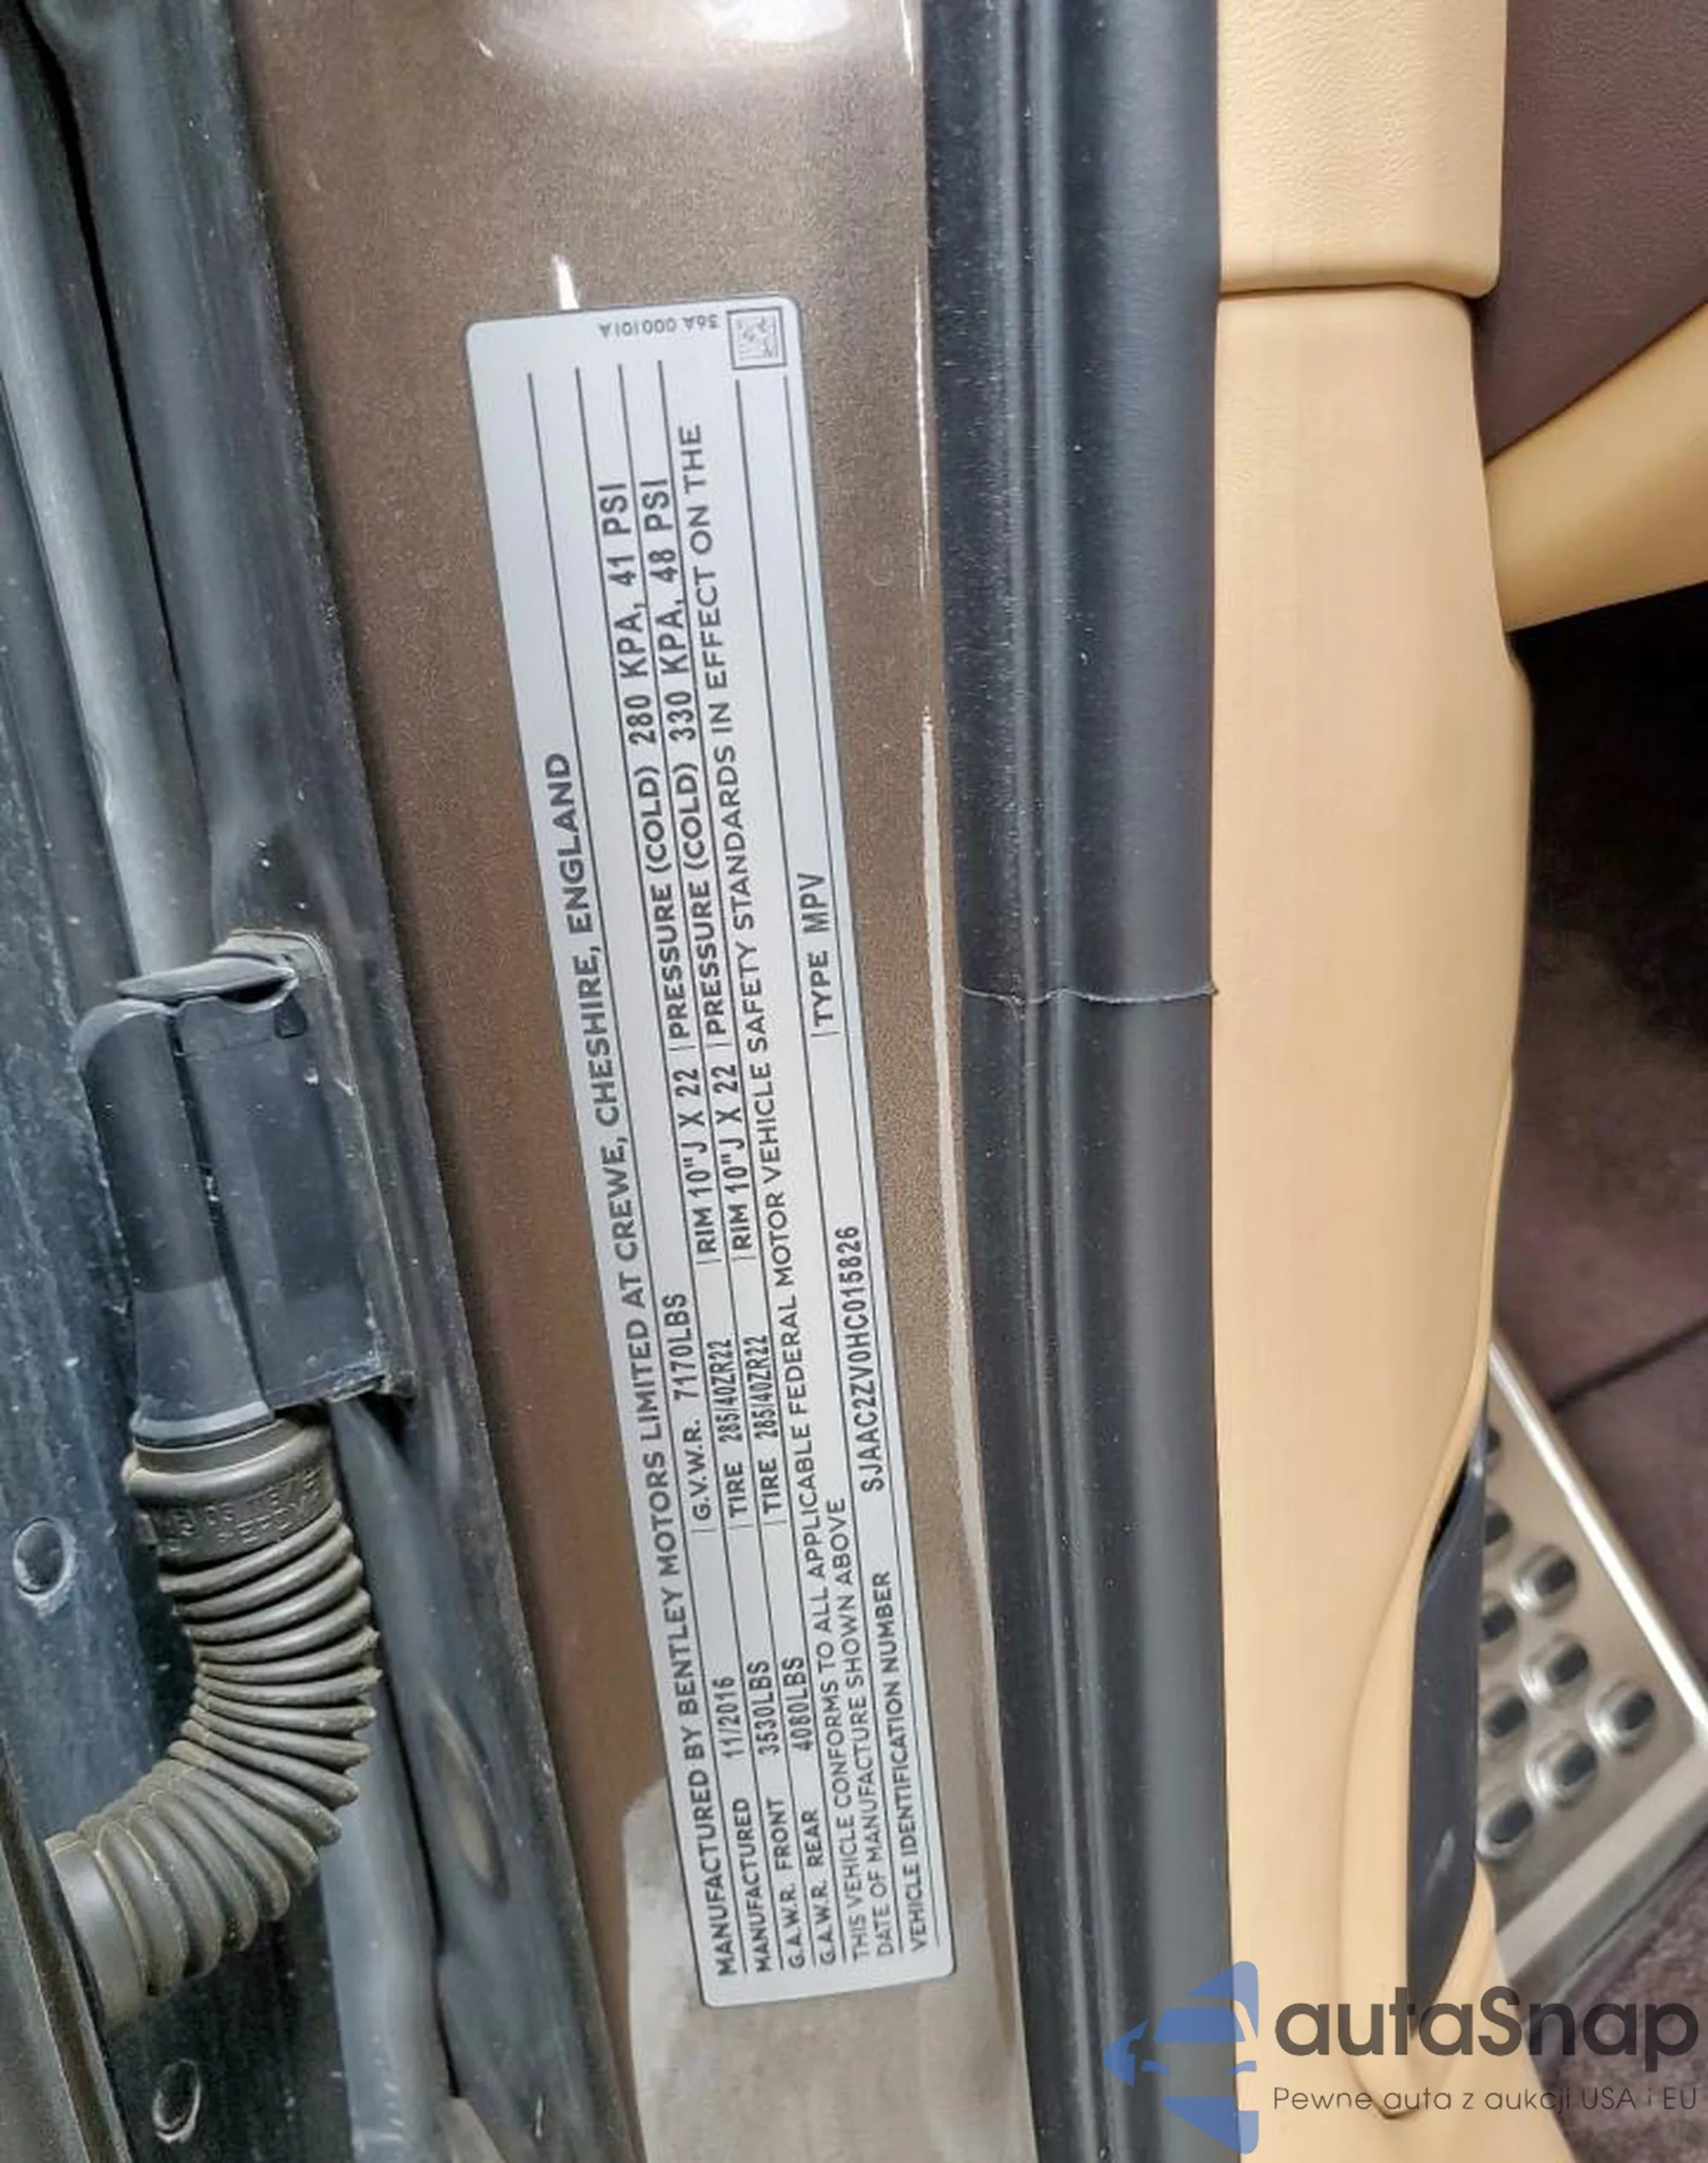 MANUFACTURED BY BENTLEY MOTORS LIMITED AT CREWE, CHESHIRE, ENGLAND
MANUFACTURED 11/2016 G.V.W.R. 7170LBS
G.A.W.R. FRONT 3530LBS TIRE 285/40ZR22 RIM 10"J X 22 PRESSURE (COLD) 280 KPA, 41 PSI
G.A.W.R. REAR 4080LBS TIRE 285/40ZR22 RIM 10"J X 22 PRESSURE (COLD) 330 KPA, 48 PSI
THIS VEHICLE CONFORMS TO ALL APPLICABLE FEDERAL MOTOR VEHICLE SAFETY STANDARDS IN EFFECT ON THE
DATE OF MANUFACTURE SHOWN ABOVE
VEHICLE IDENTIFICATION NUMBER SJAAC2ZV0HC015826 TYPE MPV
36A 000101A
autaSnap
Pewne auta z aukcji USA i EU